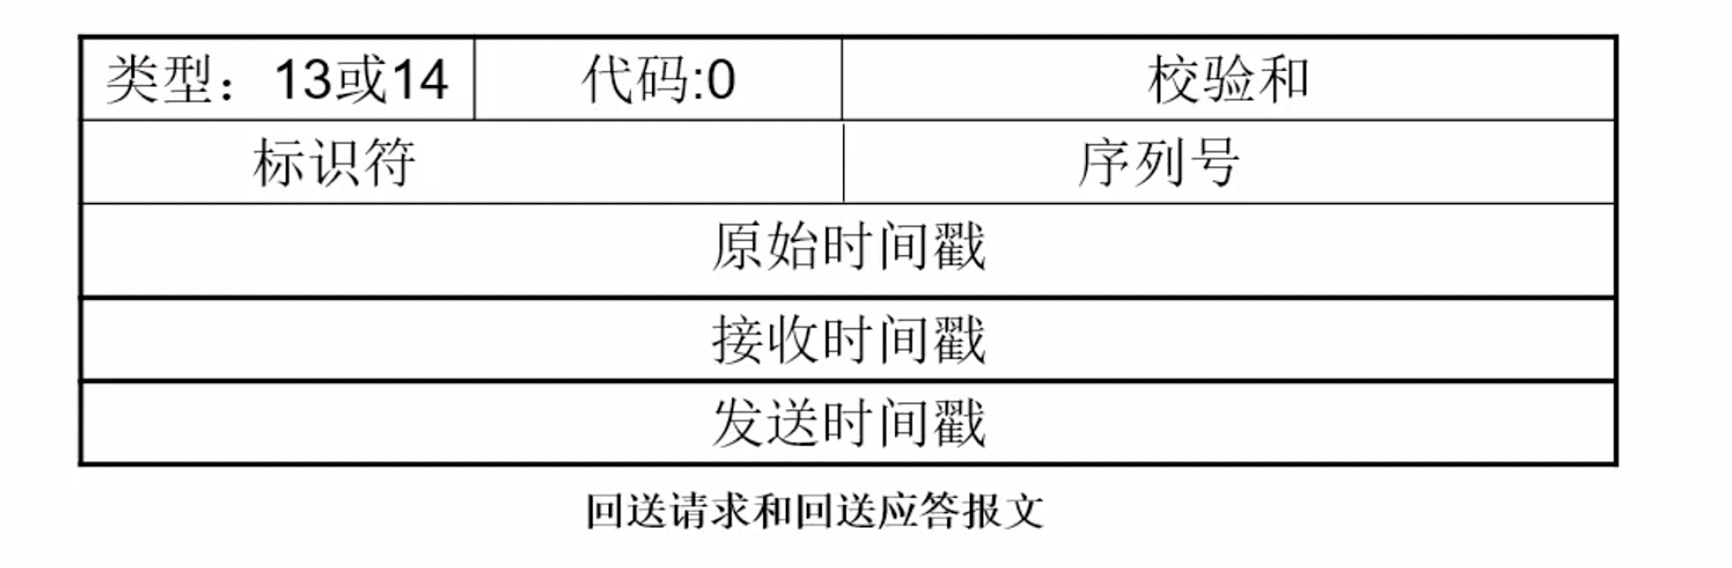 类型：13或14 代码:0 校验和
标识符 序列号
原始时间戳
接收时间戳
发送时间戳
回送请求和回送应答报文